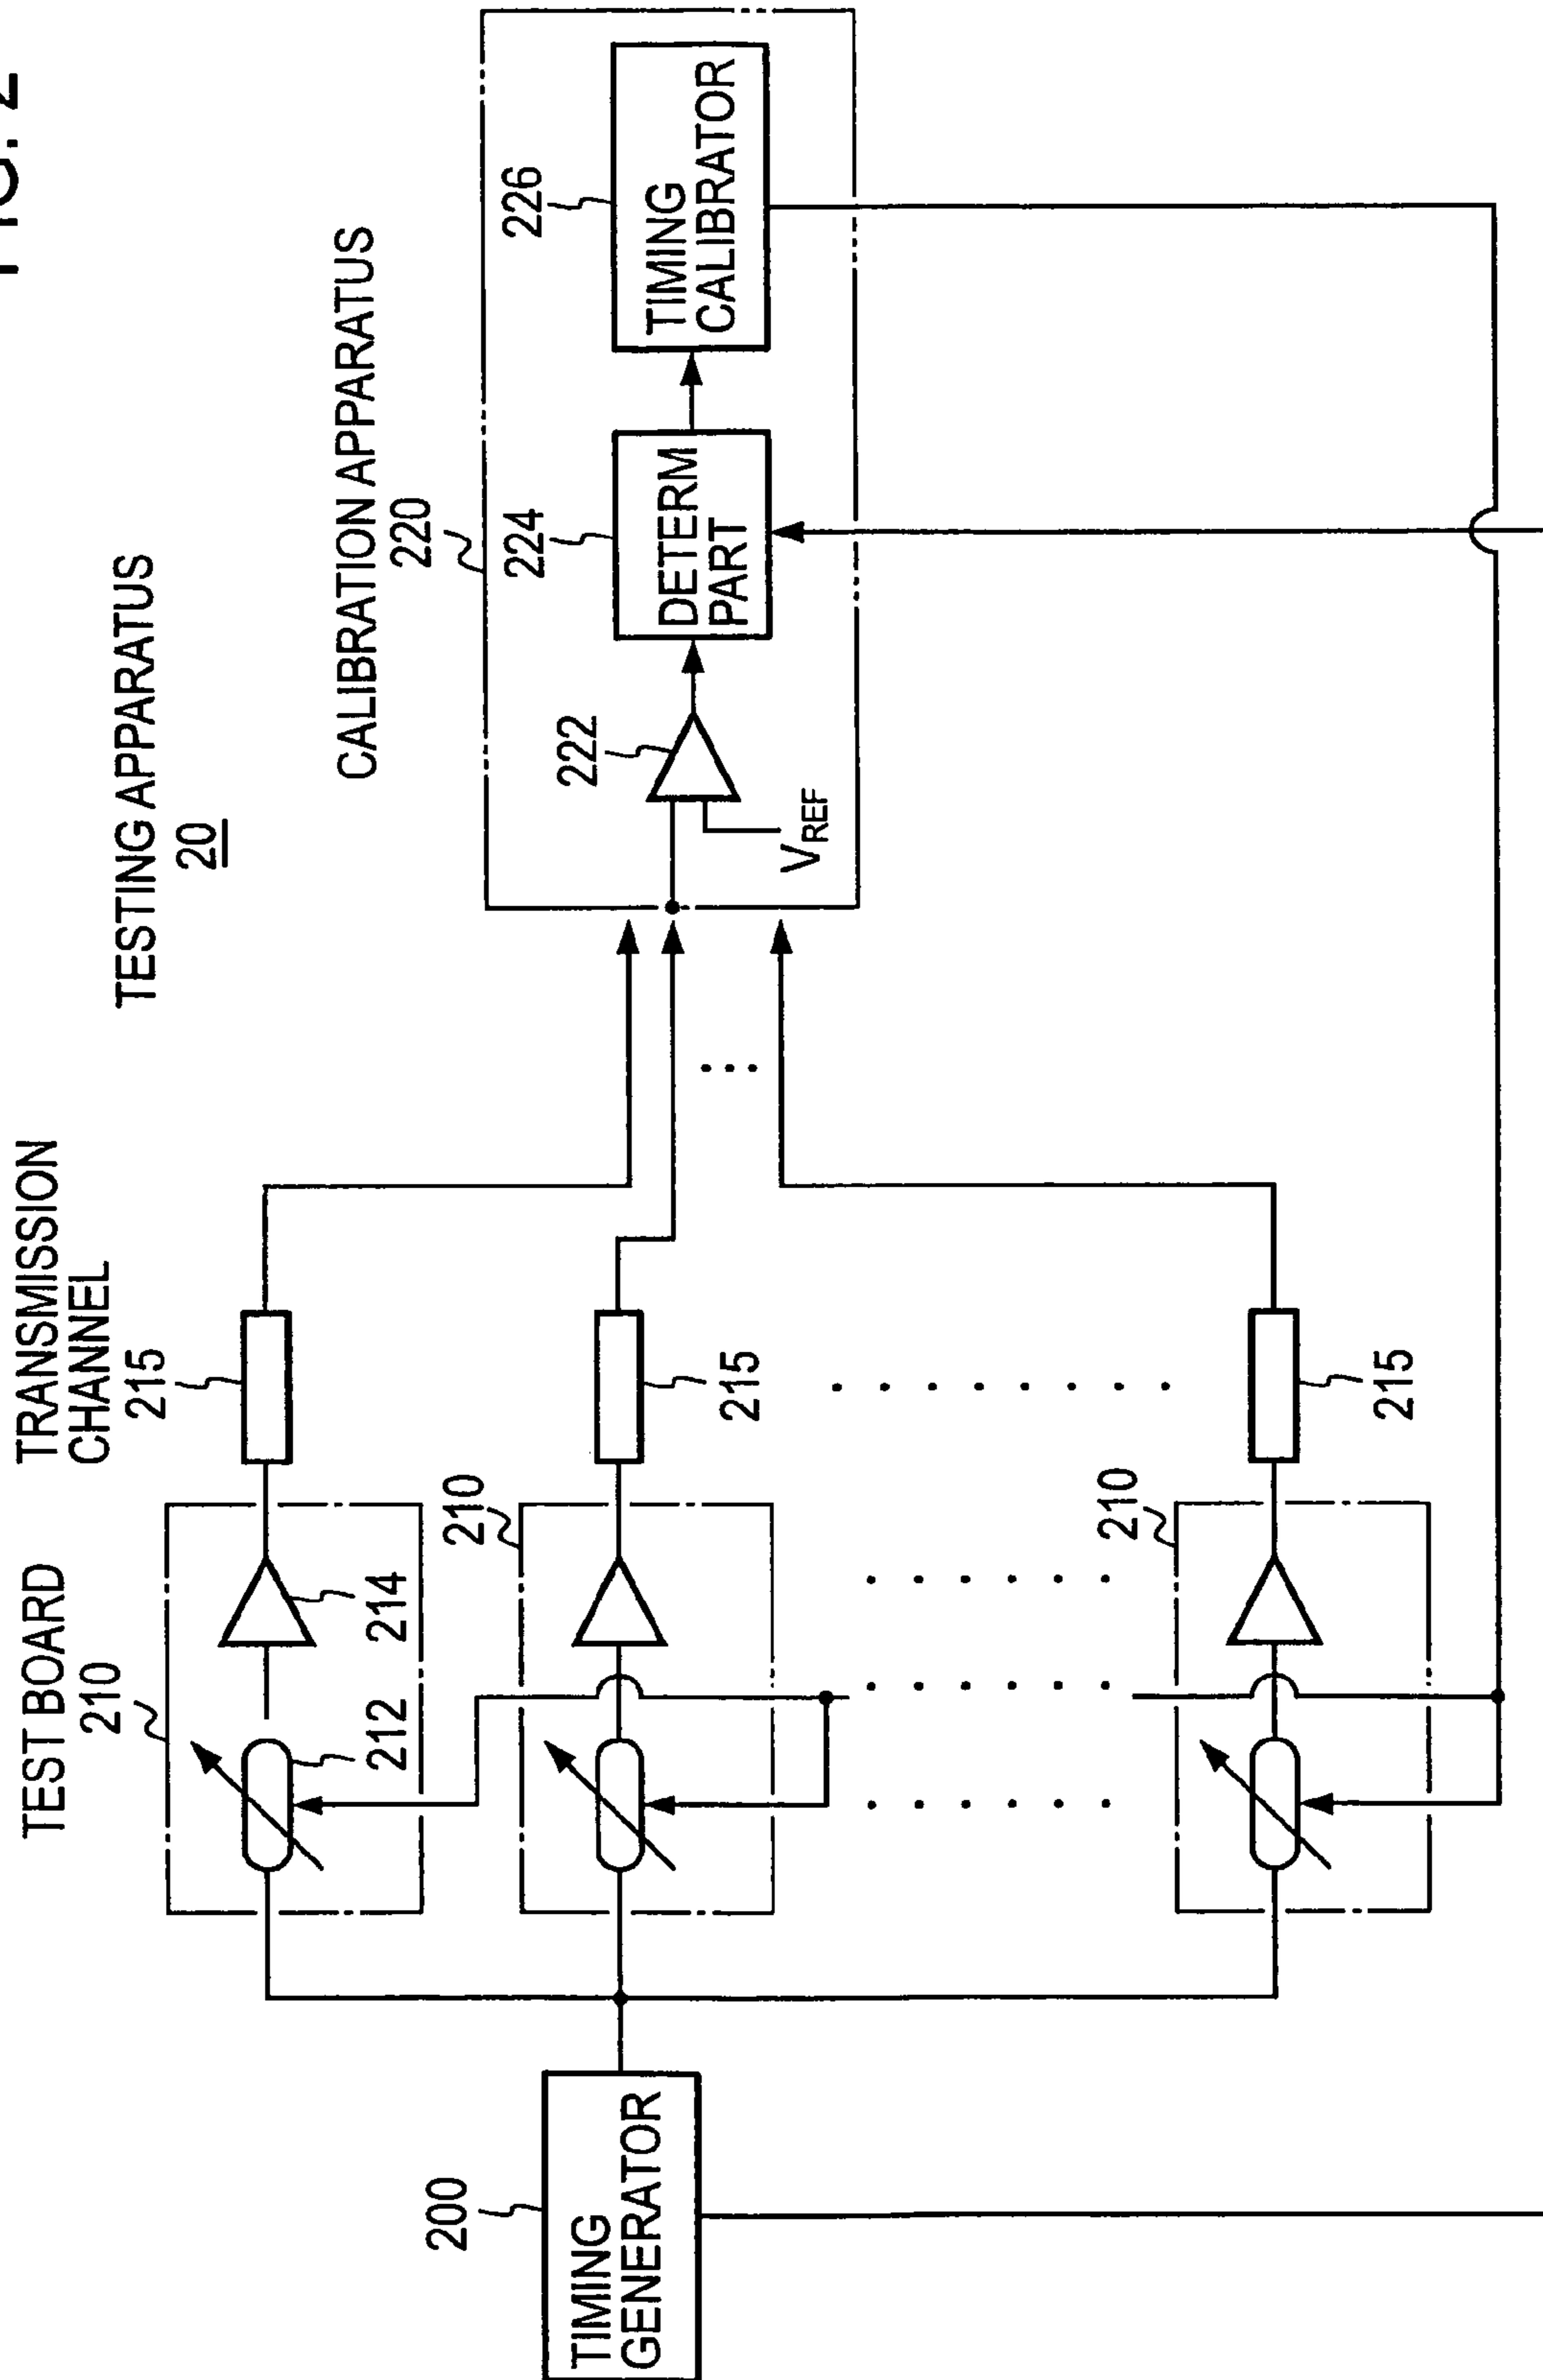 FIG. 2
TESTING APPARATUS
20
TRANSMISSION
CHANNEL
215
TEST BOARD
210
212
214
CALIBRATION APPARATUS
220
222
VREF
224
DETERM
PART
226
TIMING
CALIBRATOR
210
215
200
TIMING
GENERATOR
210
215